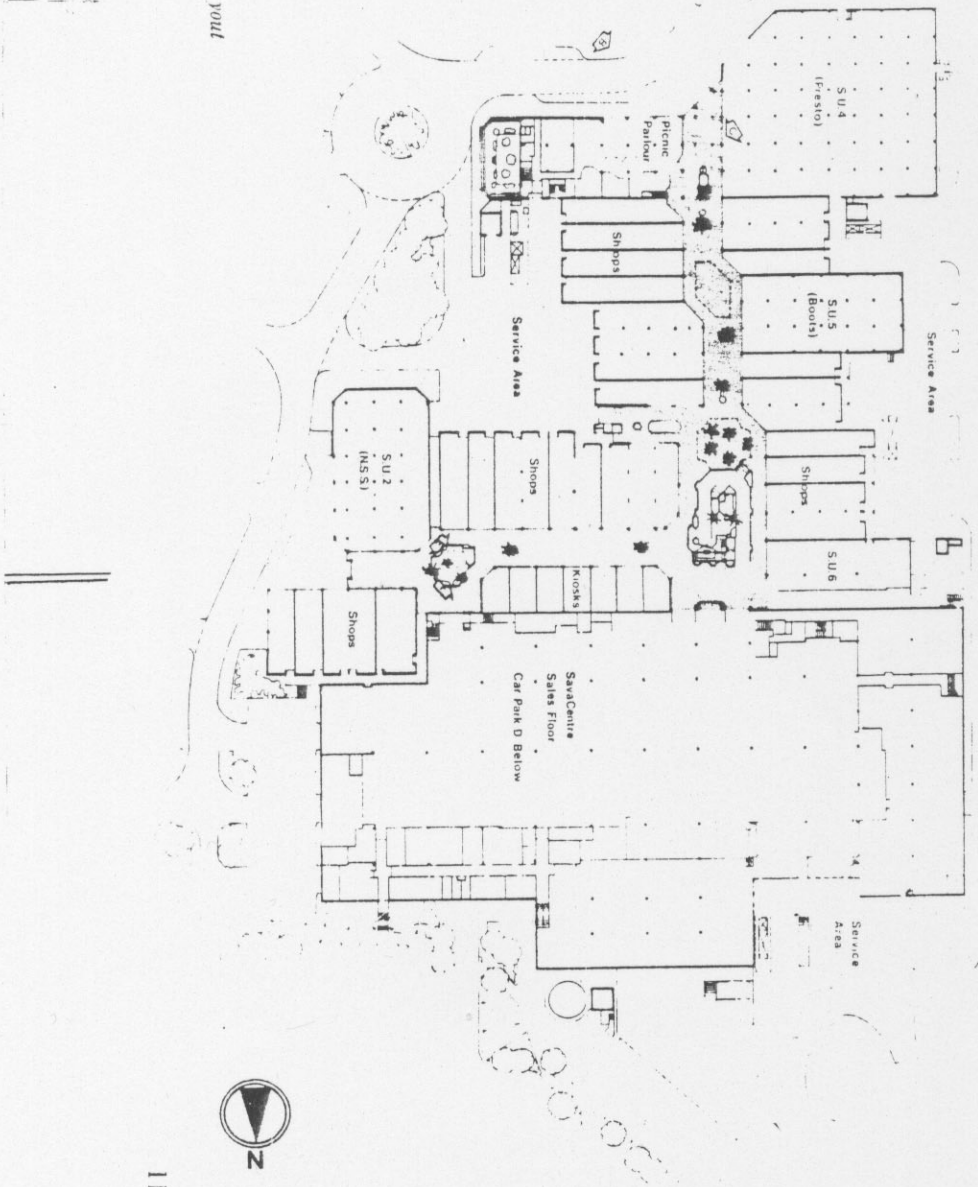 S.U.4
(Presto)
Picnic
Parlour
Shops
S.U.5
(Boots)
Service Area
Service Area
S.U.2
(N.S.S.)
Shops
Shops
S.U.6
Kiosks
Shops
SavaCentre
Sales Floor
Car Park D Below
Service
Area
N